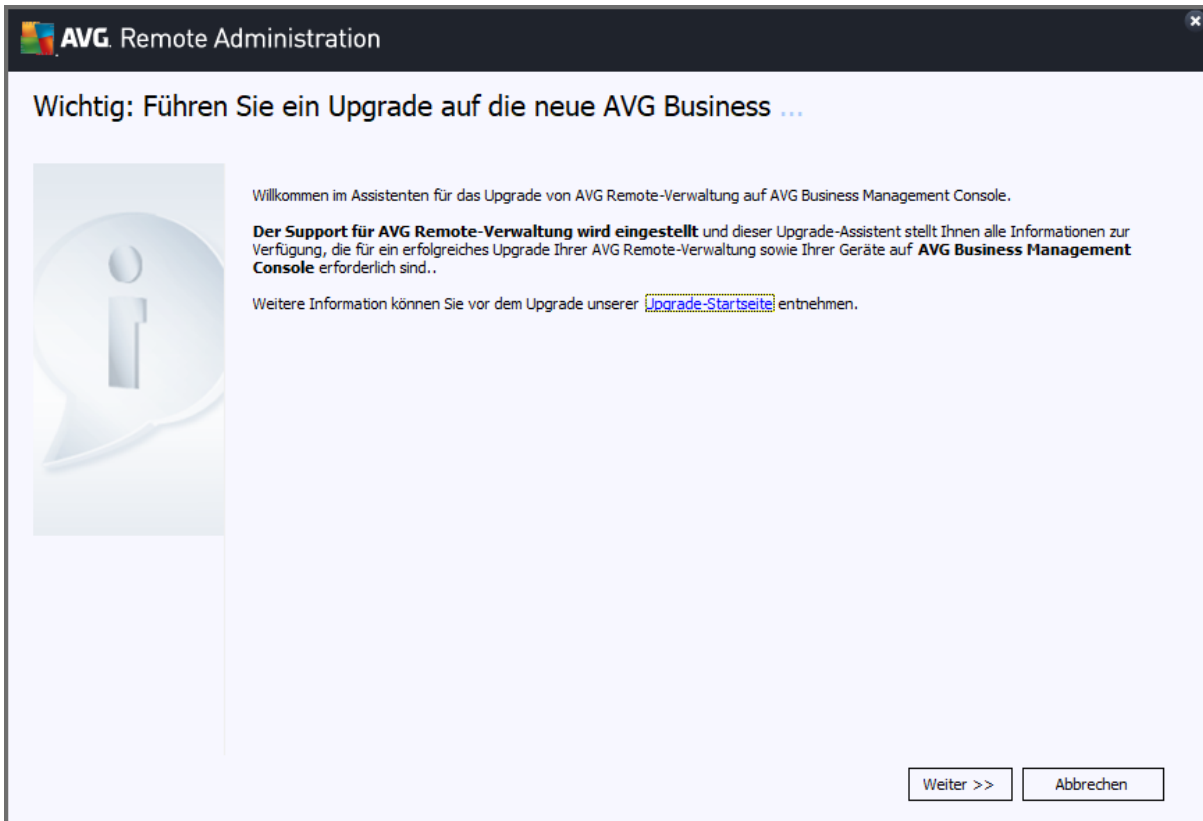 AVG. Remote Administration
Wichtig: Führen Sie ein Upgrade auf die neue AVG Business ...
Willkommen im Assistenten für das Upgrade von AVG Remote-Verwaltung auf AVG Business Management Console.
Der Support für AVG Remote-Verwaltung wird eingestellt und dieser Upgrade-Assistent stellt Ihnen alle Informationen zur
Verfügung, die für ein erfolgreiches Upgrade Ihrer AVG Remote-Verwaltung sowie Ihrer Geräte auf AVG Business Management
Console erforderlich sind..
Weitere Information können Sie vor dem Upgrade unserer Upgrade-Startseite entnehmen.
Weiter >>
Abbrechen